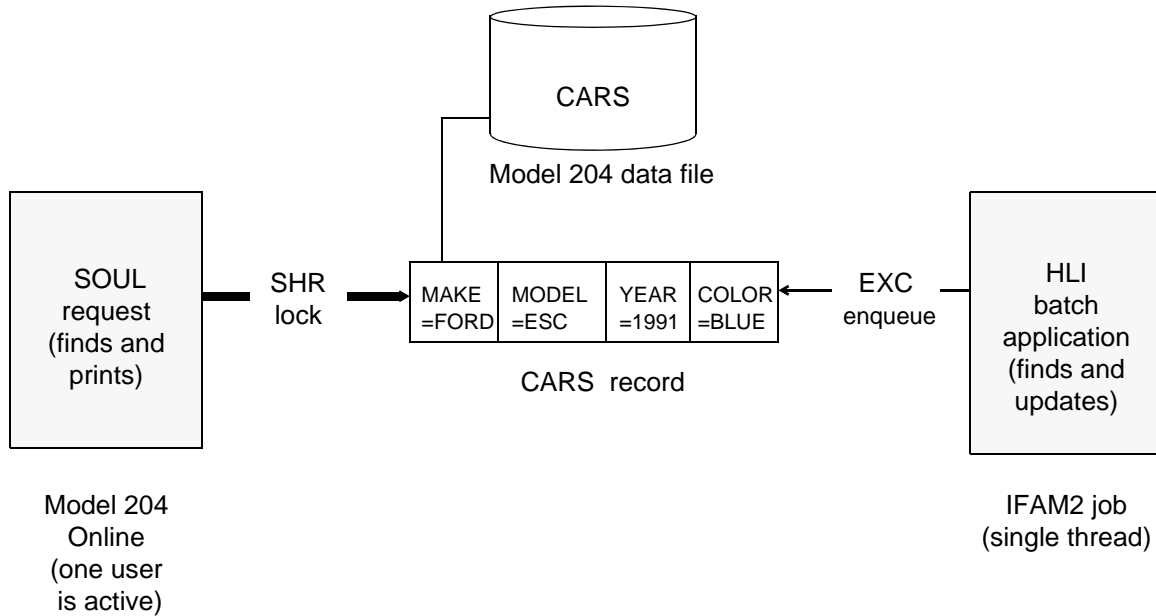 CARS
Model 204 data file
SOUL
request
(finds and
prints)
SHR
lock
MAKE
=FORD
MODEL
=ESC
YEAR
=1991
COLOR
=BLUE
EXC
enqueue
HLI
batch
application
(finds and
updates)
CARS record
Model 204
Online
(one user
is active)
IFAM2 job
(single thread)